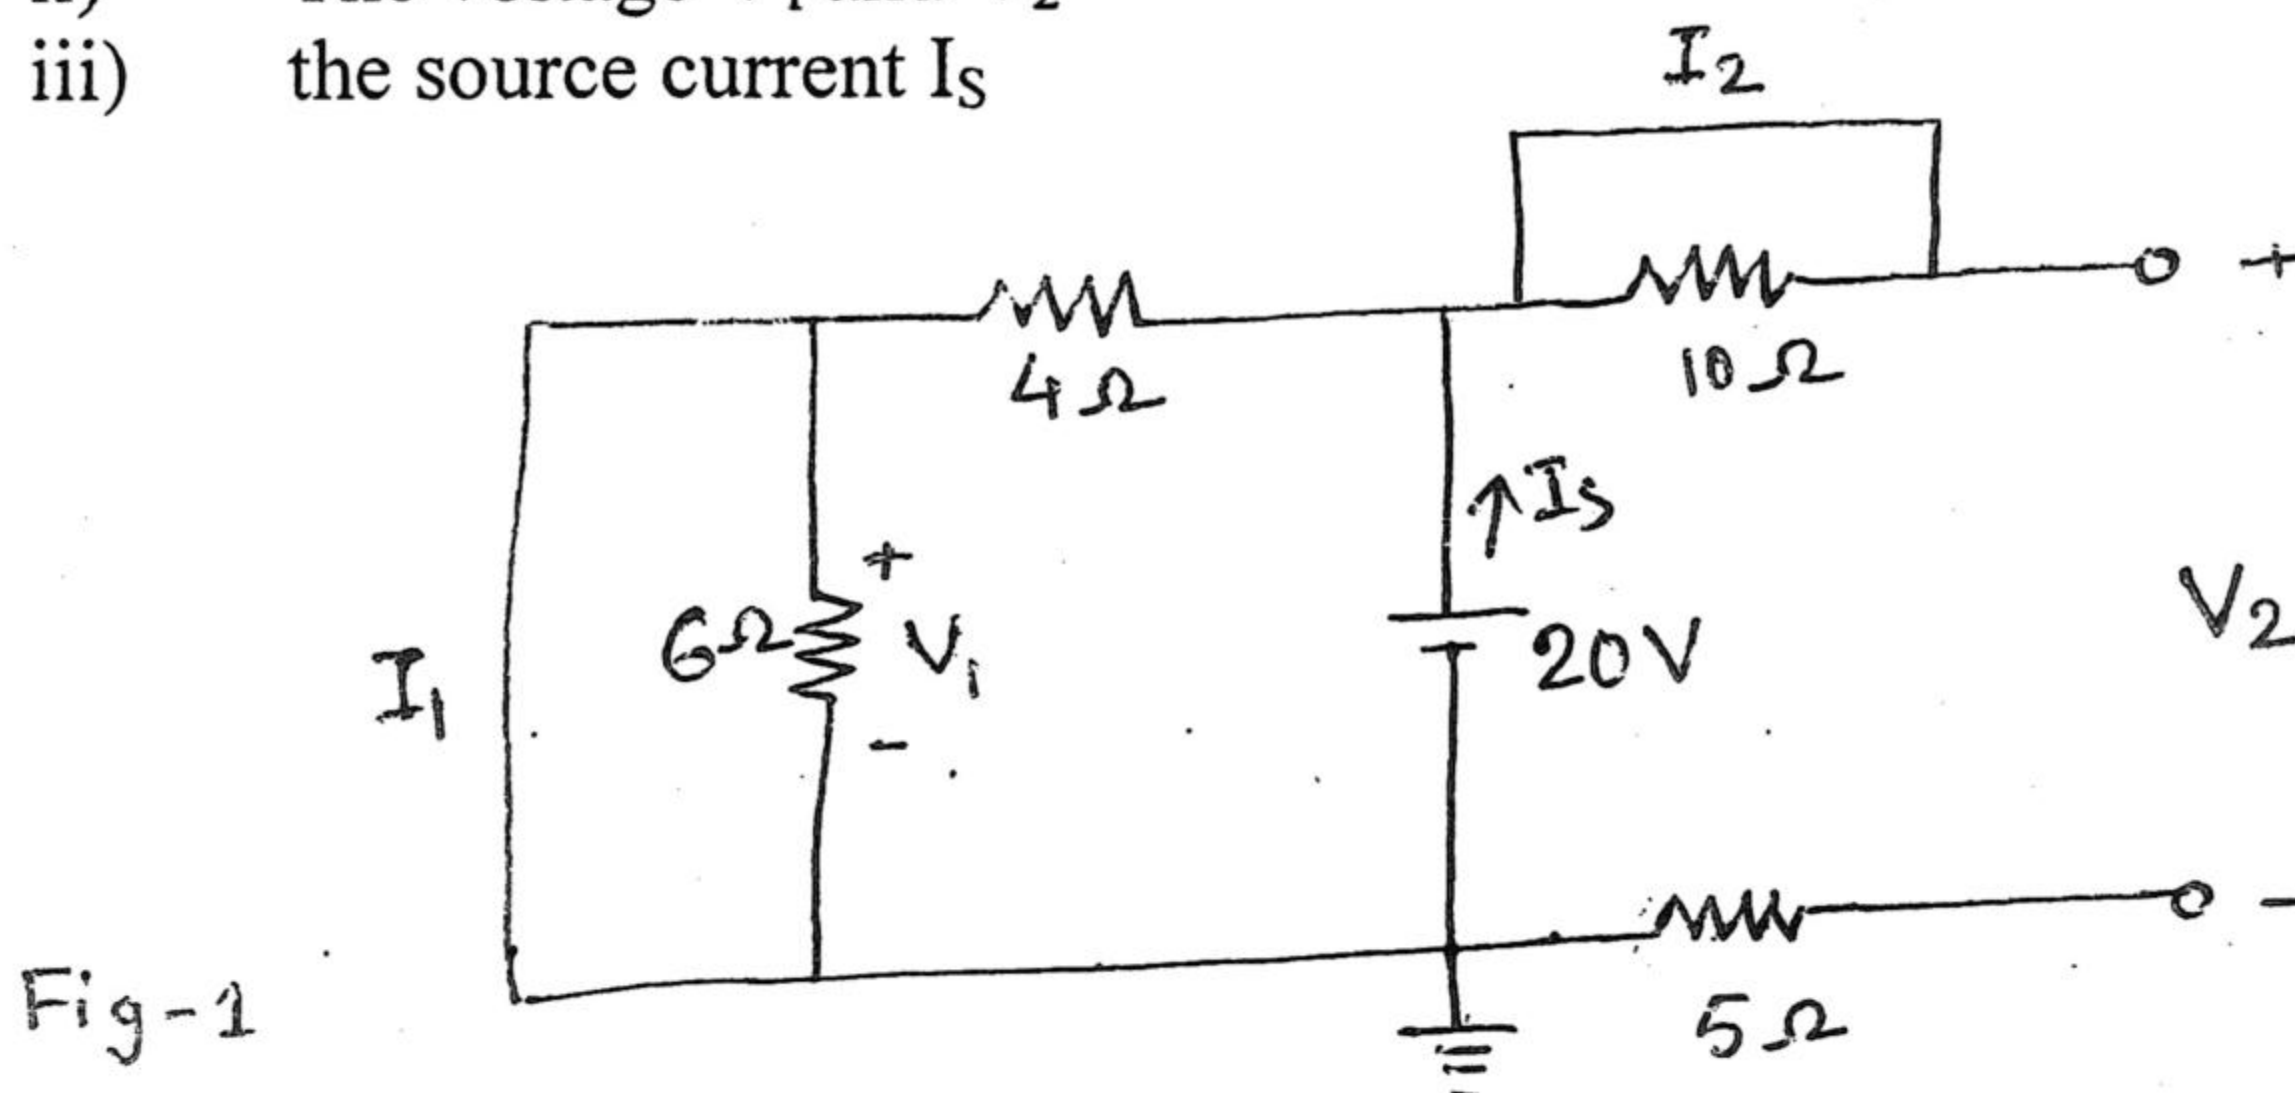 iii) the source current I_S
I₂
+
4Ω
10Ω
↑I_S
+
6Ω
V₁
20V
V₂
I₁
-
-
Fig-1
5Ω